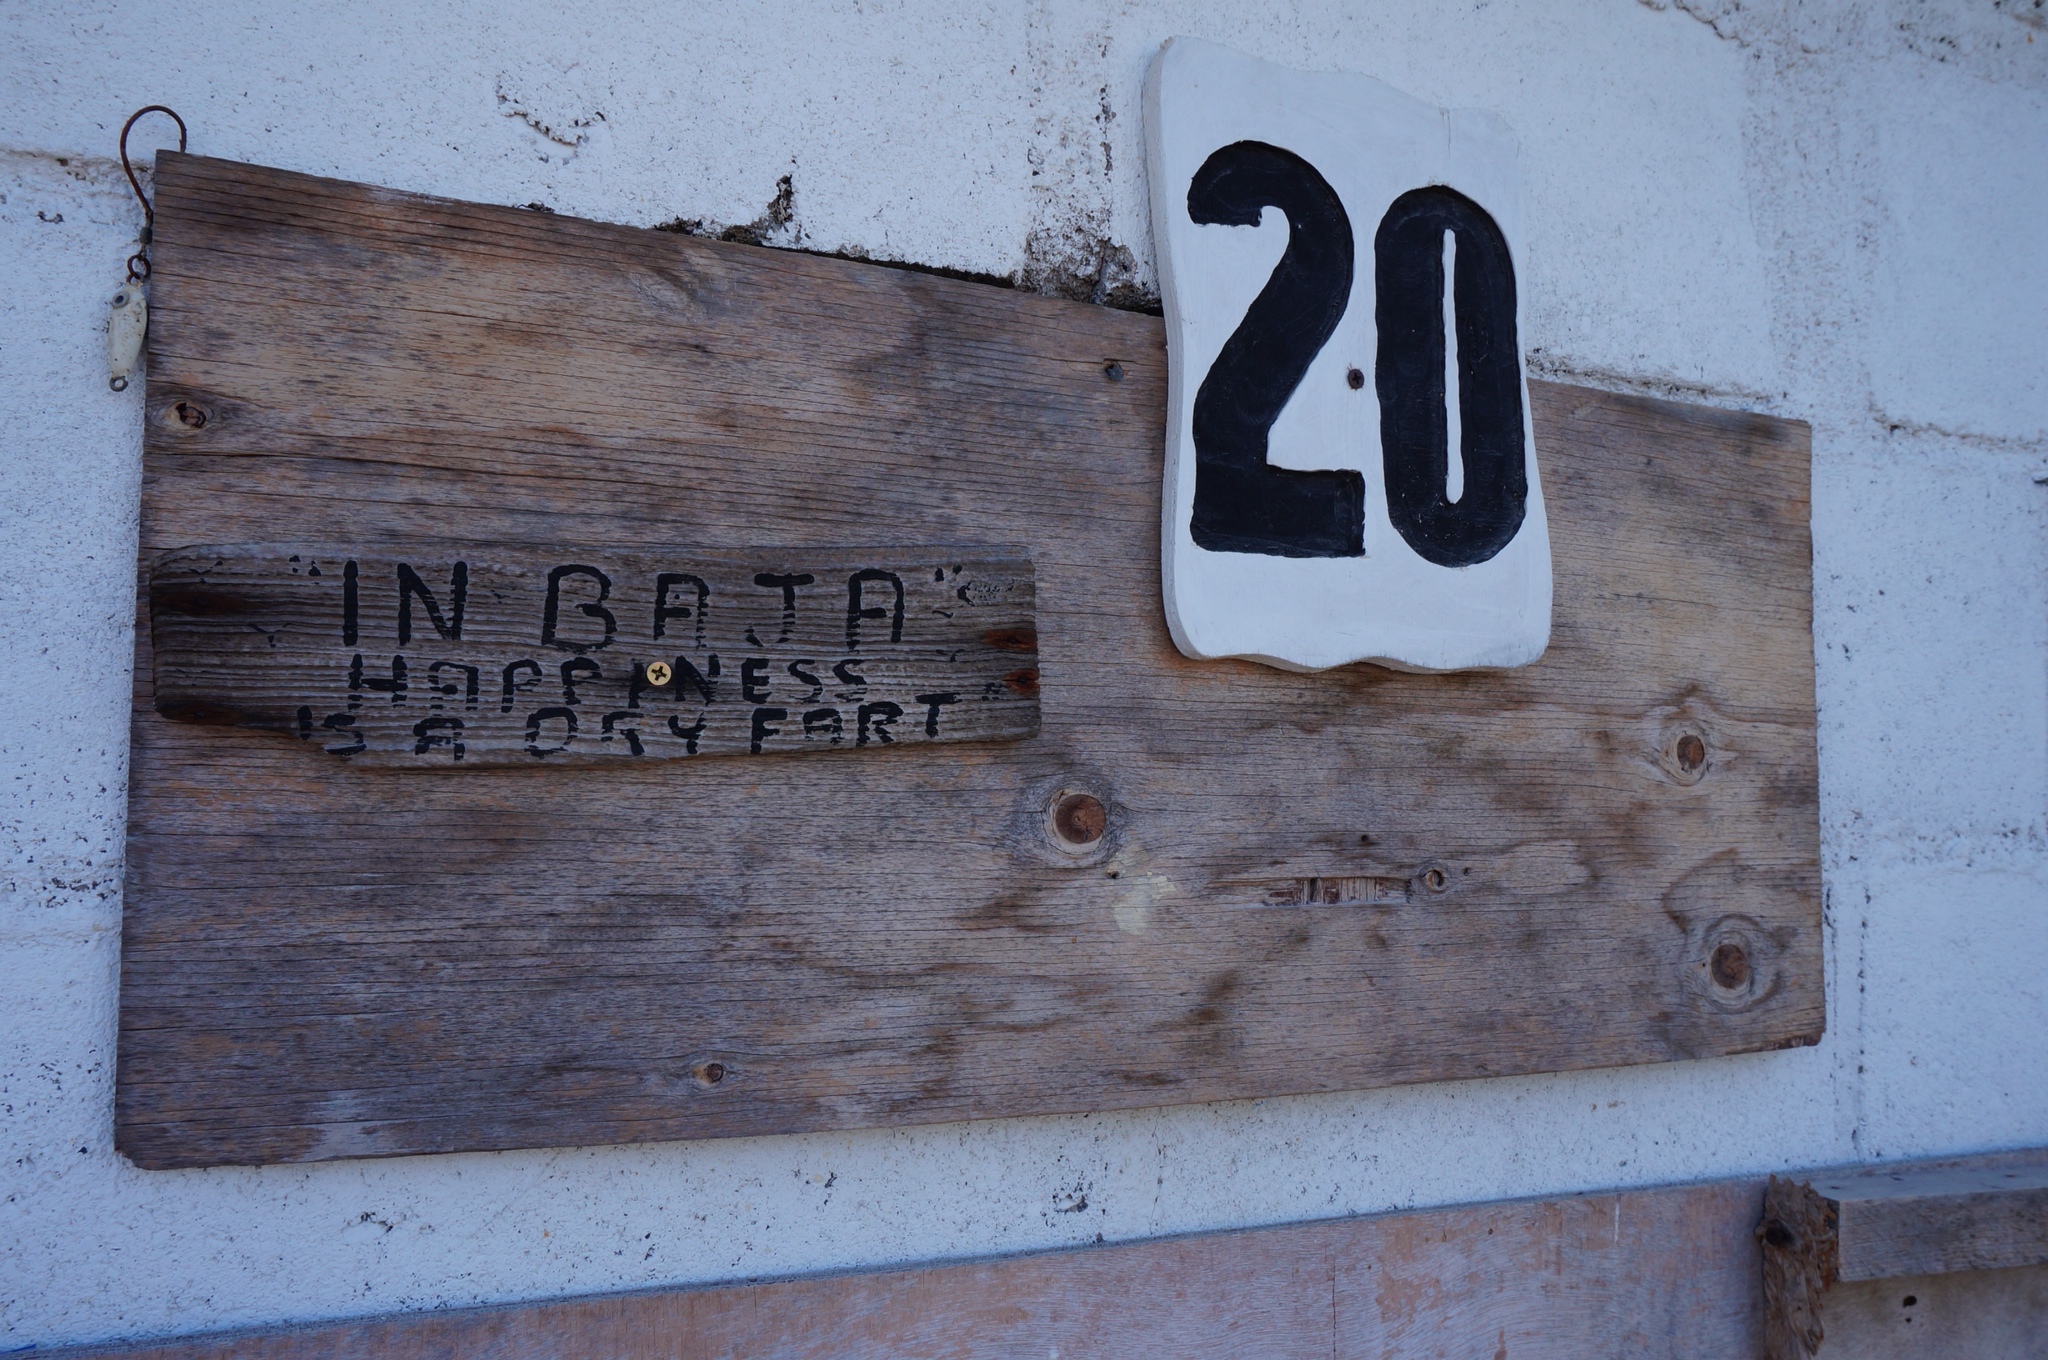 20
"IN BAJA"
HAPPINESS
IS A DRY FART"